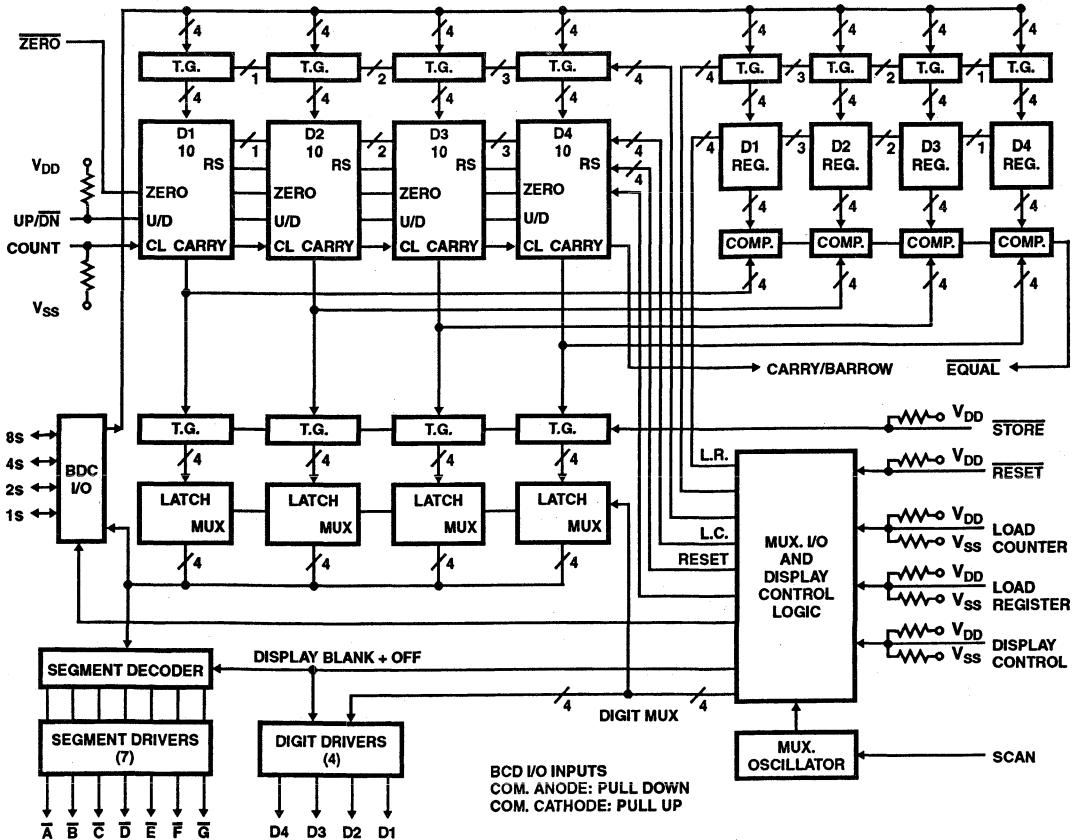 4 4 4 4 4 4 4 4
ZERO
T.G. 1 T.G. 2 T.G. 3 T.G. 4 4 T.G. 3 T.G. 2 T.G. 1 T.G.
4 4 4 4 4 4 4 4
D1 D2 D3 D4
10 10 10 10
1 2 3 4 4 3 2 1
D1 REG. D2 REG. D3 REG. D4 REG.
RS RS RS RS 4
VDD
ZERO ZERO
UP/DN U/D U/D U/D U/D
4 4 4 4
COUNT CL CARRY CL CARRY CL CARRY CL CARRY
COMP. COMP. COMP. COMP.
4 4 4 4
VSS
CARRY/BARROW EQUAL
T.G. T.G. T.G. T.G.
VDD
STORE
8s
4s
2s
1s
BDC
I/O
4 4 4 4
L.R.
VDD
RESET
LATCH LATCH LATCH LATCH
MUX MUX MUX MUX
4 4 4 4
L.C.
RESET
MUX. I/O
AND
DISPLAY
CONTROL
LOGIC
VDD
VSS
LOAD
COUNTER
VDD
VSS
LOAD
REGISTER
VDD
VSS
DISPLAY
CONTROL
SEGMENT DECODER
DISPLAY BLANK + OFF
4 4
DIGIT MUX
SEGMENT DRIVERS
(7)
DIGIT DRIVERS
(4)
MUX.
OSCILLATOR
SCAN
BCD I/O INPUTS
COM. ANODE: PULL DOWN
COM. CATHODE: PULL UP
A B C D E F G
D4 D3 D2 D1